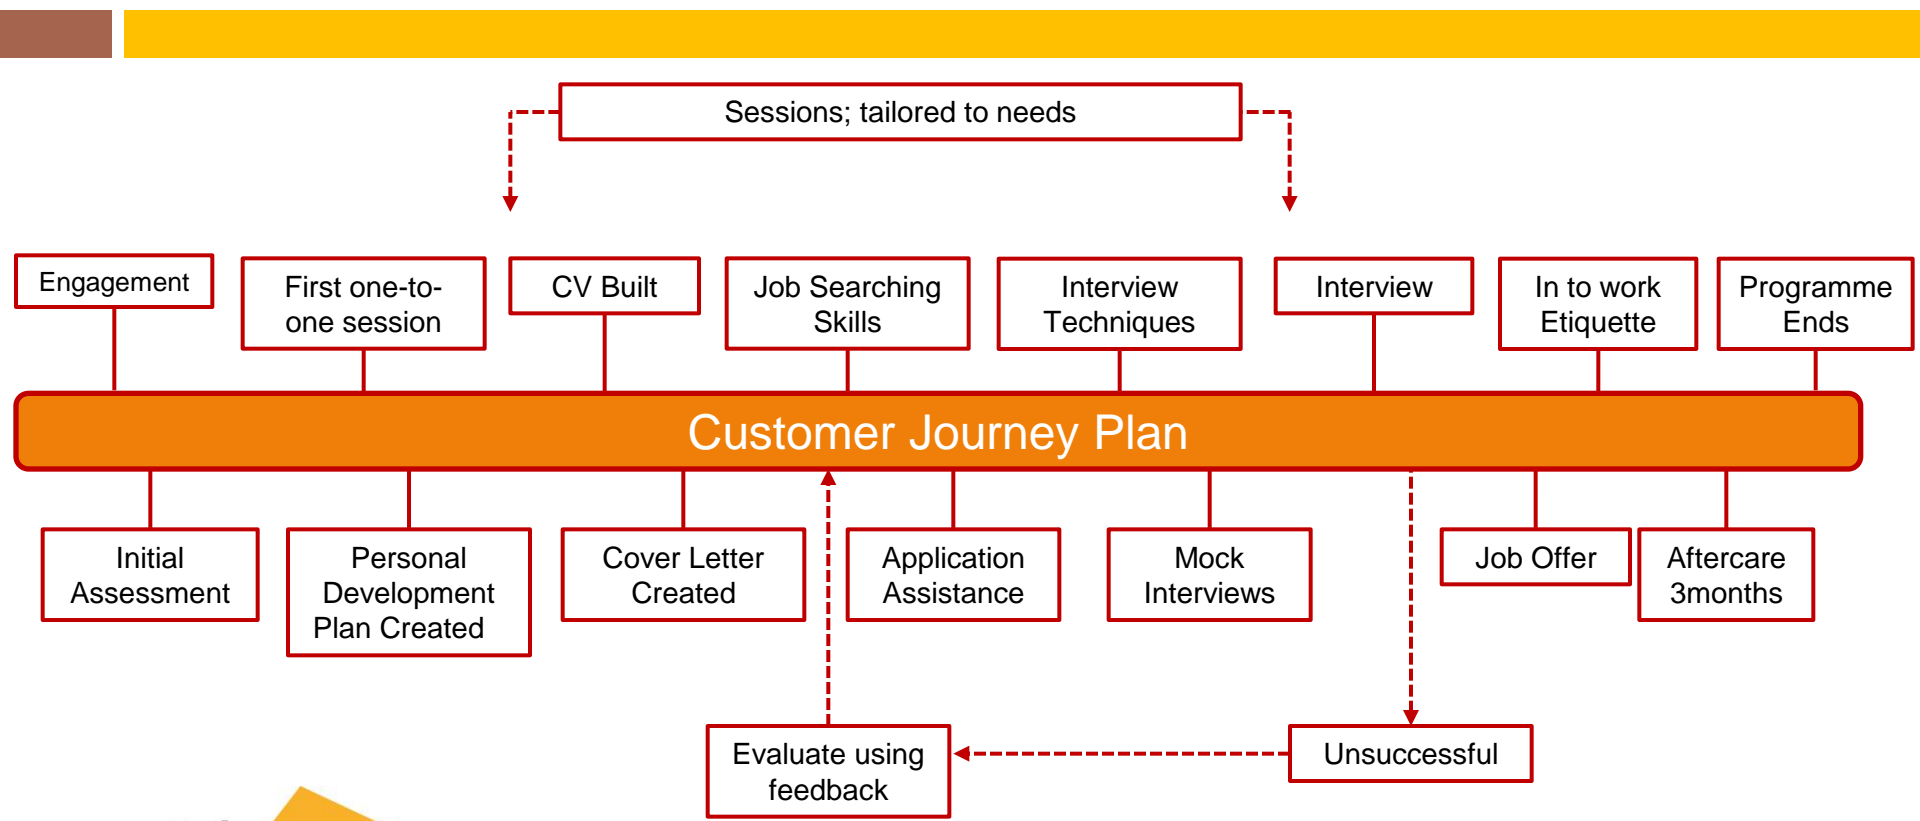 Sessions; tailored to needs
Engagement
First one-to-
one session
CV Built
Job Searching
Skills
Interview
Techniques
Interview
In to work
Etiquette
Programme
Ends
Customer Journey Plan
Initial
Assessment
Personal
Development
Plan Created
Cover Letter
Created
Application
Assistance
Mock
Interviews
Job Offer
Aftercare
3months
Evaluate using
feedback
Unsuccessful